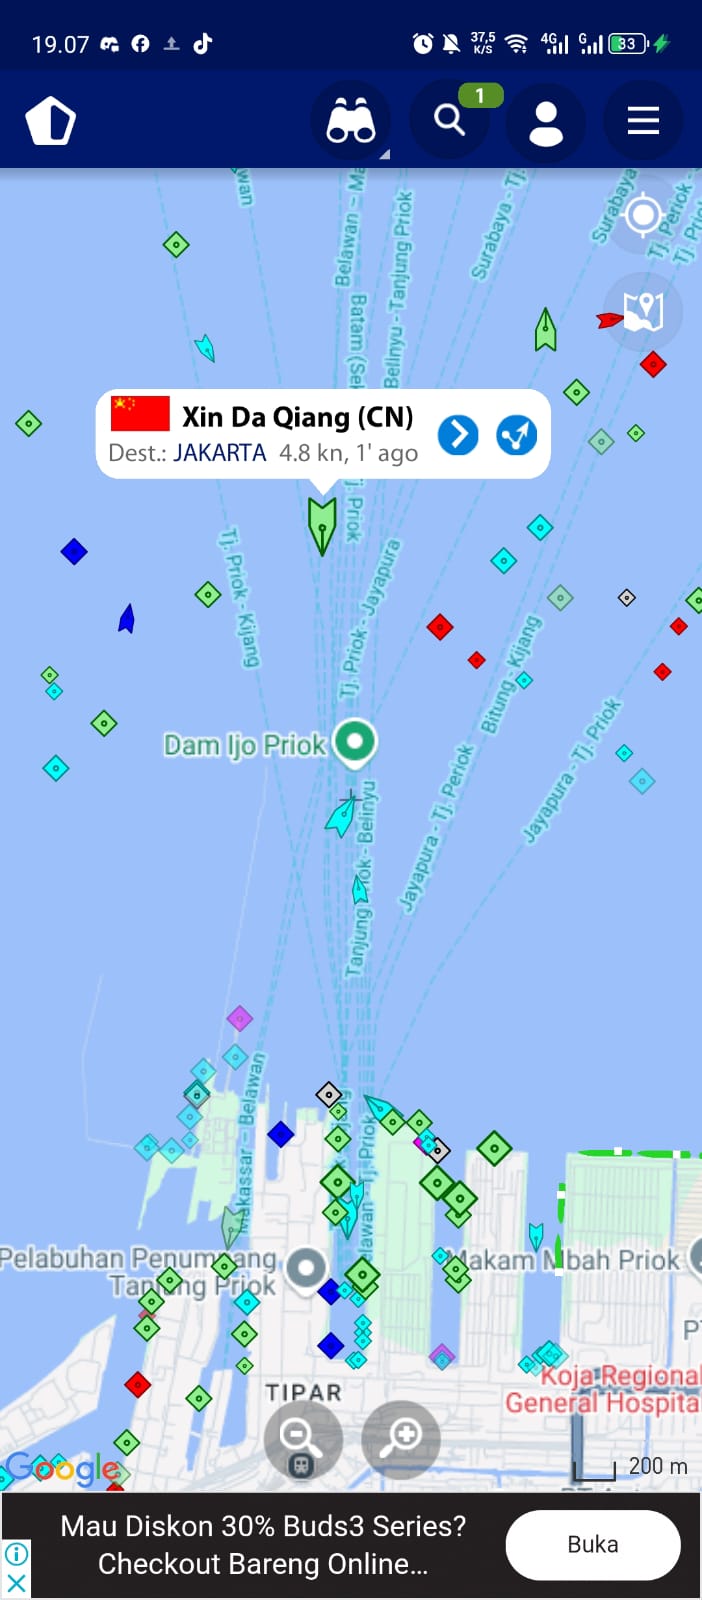 19.07
37,5
K/S
4G
G
33
1
wan
Belawan – Ma
Belinyu - Tanjung Priok
Surabaya - Tj.
Surabaya
Tj. Periok -
Tj. Prio
Batam (Sel
Xin Da Qiang (CN)
Dest.: JAKARTA 4.8 kn, 1' ago
j. Priok
Tj. Priok - Kijang
Tj. Priok - Jayapura
Bitung - Kijang
Jayapura - Tj. Priok
Dam Ijo Priok
Jayapura - Tj. Periok
Tanjung Priok - Belinyu
Makassar – Belawan
elawan - Tj. Priok
Pelabuhan Penumpang
Tanjung Priok
Makam Mbah Priok
PT
Koja Regional
General Hospita
TIPAR
Google
200 m
Mau Diskon 30% Buds3 Series?
Checkout Bareng Online...
Buka